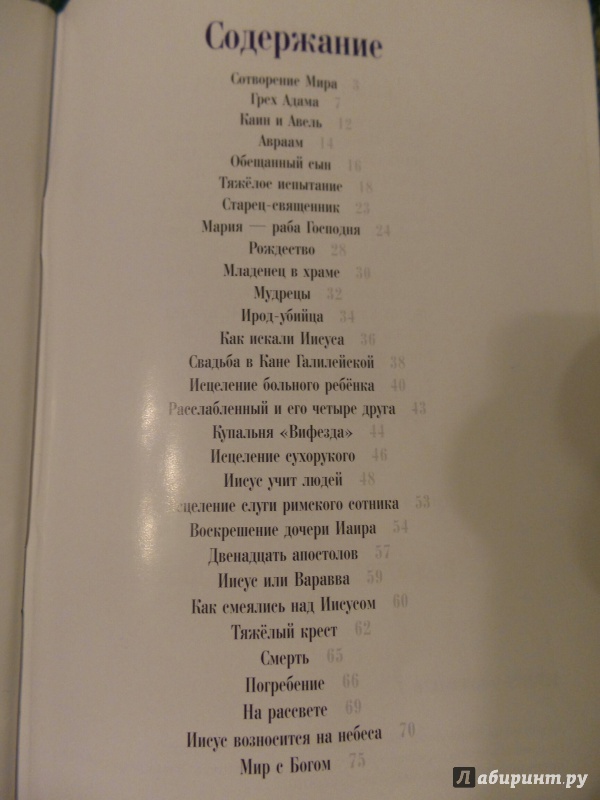 Содержание
Сотворение Мира 3
Грех Адама 7
Каин и Авель 12
Авраам 14
Обещанный сын 16
Тяжёлое испытание 18
Старец-священник 23
Мария — раба Господня 24
Рождество 28
Младенец в храме 30
Мудрецы 32
Ирод-убийца 34
Как искали Иисуса 36
Свадьба в Кане Галилейской 38
Исцеление больного ребёнка 40
Расслабленный и его четыре друга 43
Купальня «Вифезда» 44
Исцеление сухорукого 46
Иисус учит людей 48
Исцеление слуги римского сотника 53
Воскрешение дочери Иаира 54
Двенадцать апостолов 57
Иисус или Варавва 59
Как смеялись над Иисусом 60
Тяжёлый крест 62
Смерть 65
Погребение 66
На рассвете 69
Иисус возносится на небеса 70
Мир с Богом 75
Лабиринт.ру